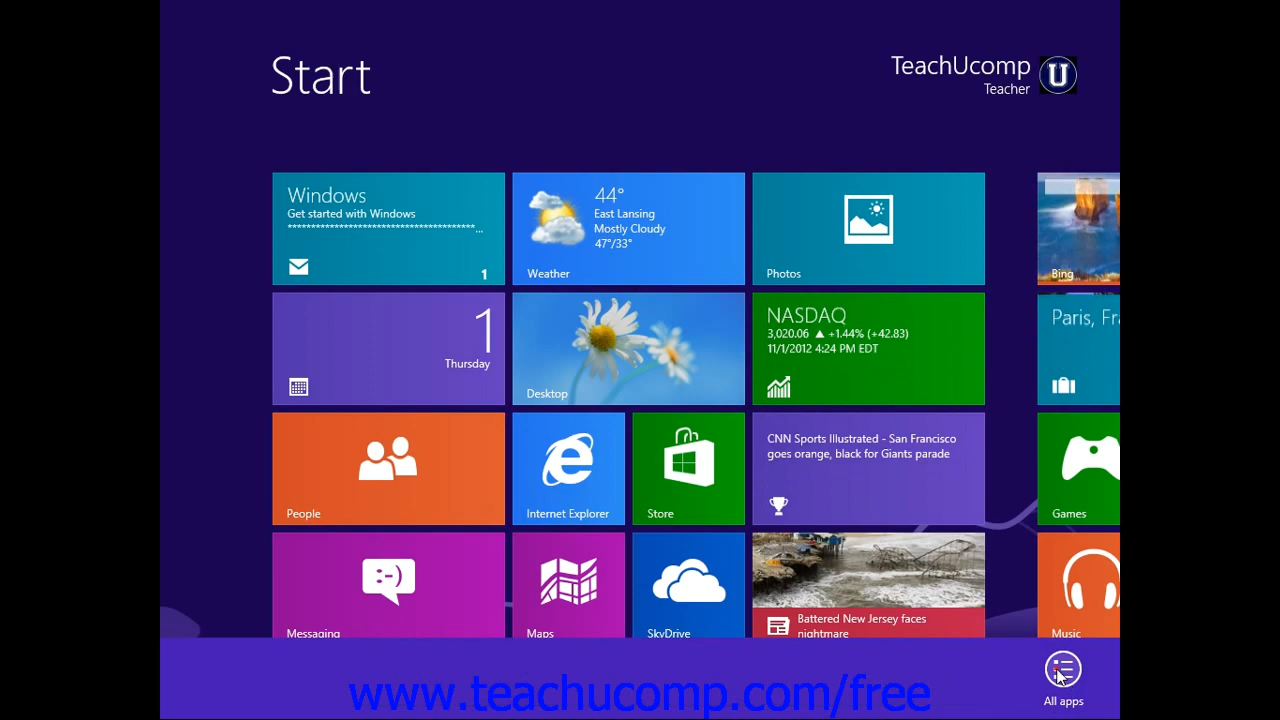 Start
TeachUcomp
Teacher
U
Windows
Get started with Windows
****************************************...
1
44°
East Lansing
Mostly Cloudy
47°/33°
Weather
Photos
Bing
1
Thursday
Desktop
NASDAQ
3,020.06 ▲ +1.44% (+42.83)
11/1/2012 4:24 PM EDT
Paris, Fr
People
Internet Explorer
Store
CNN Sports Illustrated - San Francisco
goes orange, black for Giants parade
Games
:-)
Messaging
Maps
SkyDrive
Battered New Jersey faces
nightmare
Music
www.teachucomp.com/free
All apps